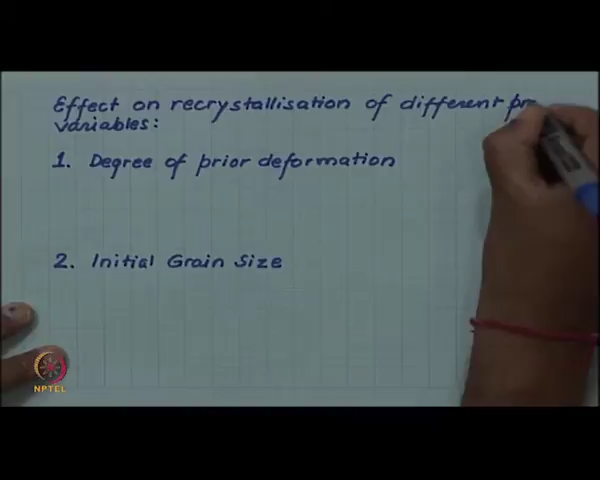 Effect on recrystallisation of different pr
variables:
1. Degree of prior deformation
2. Initial Grain Size
NPTEL